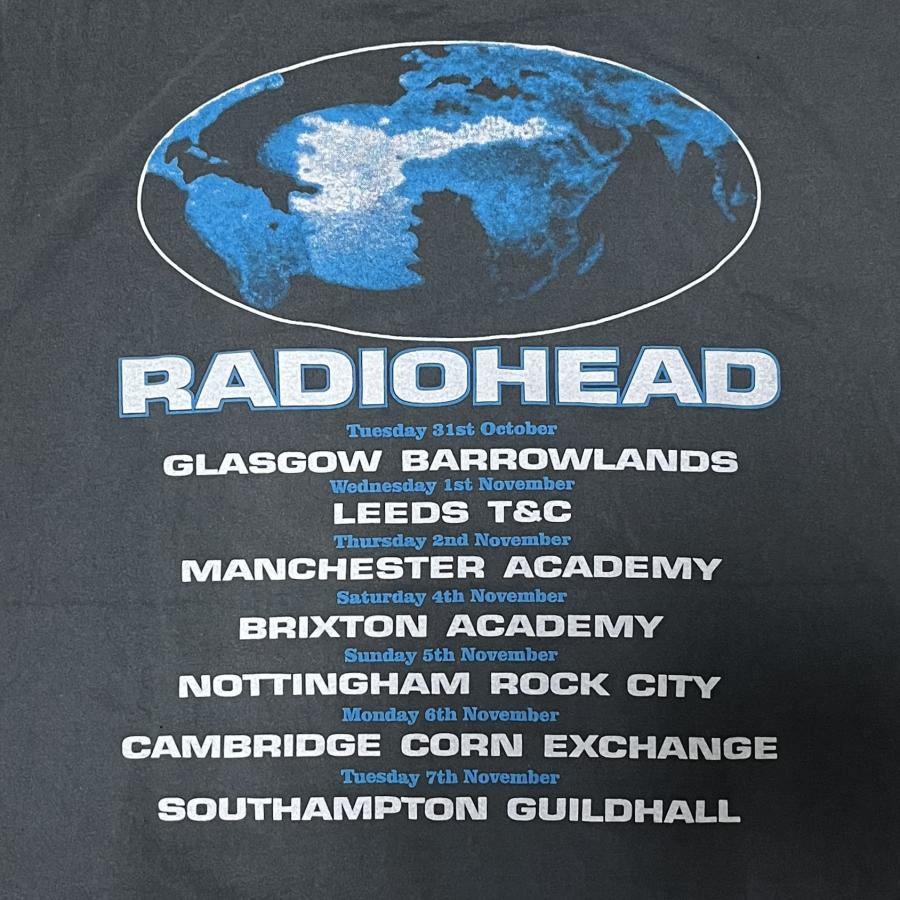 RADIOHEAD
Tuesday 31st October
GLASGOW BARROWLANDS
Wednesday 1st November
LEEDS T&C
Thursday 2nd November
MANCHESTER ACADEMY
Saturday 4th November
BRIXTON ACADEMY
Sunday 5th November
NOTTINGHAM ROCK CITY
Monday 6th November
CAMBRIDGE CORN EXCHANGE
Tuesday 7th November
SOUTHAMPTON GUILDHALL